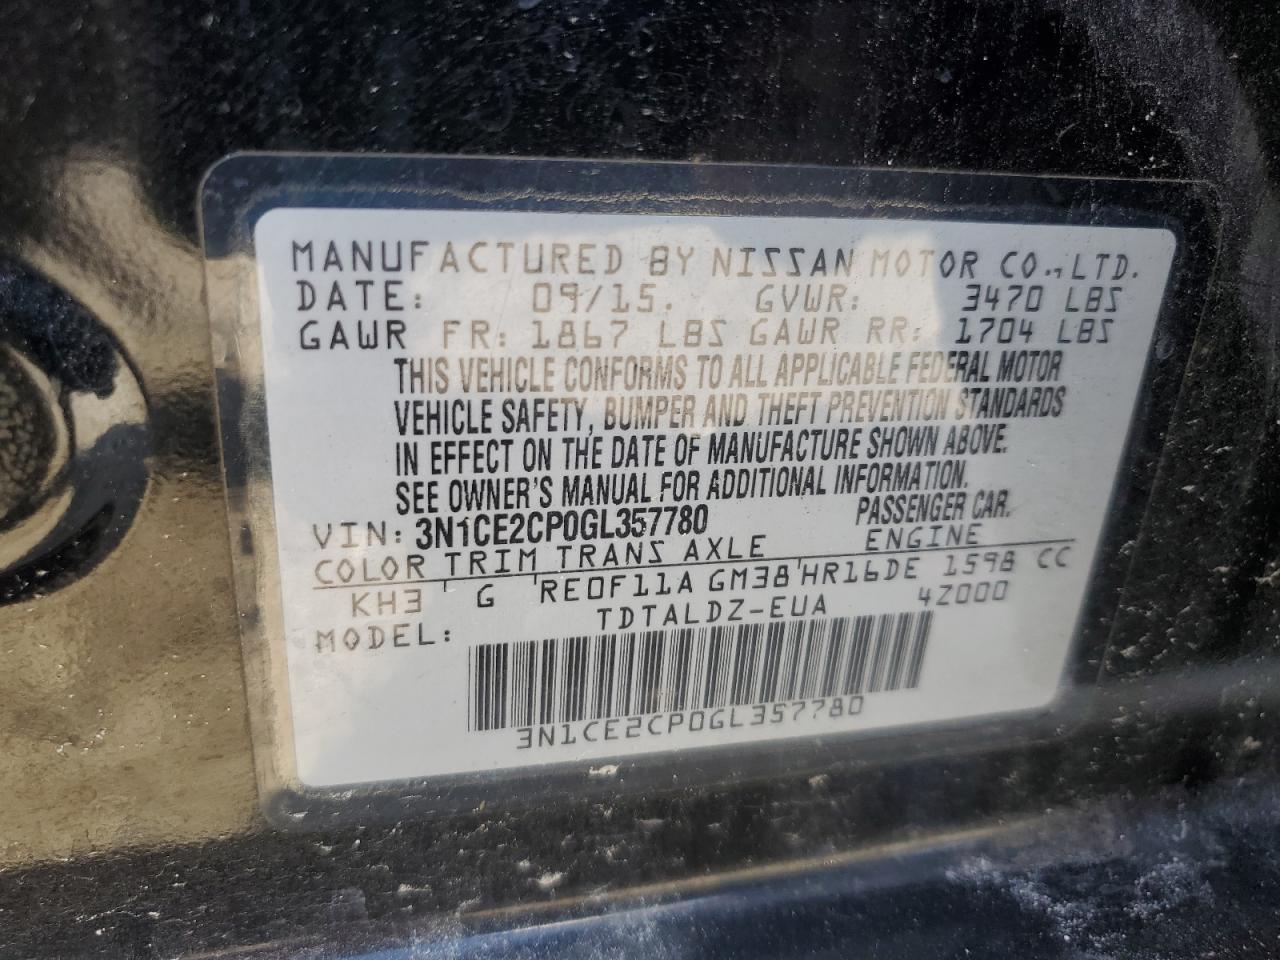 MANUFACTURED BY NISSAN MOTOR CO., LTD.
DATE: 09/15. GVWR: 3470 LBS
GAWR FR: 1867 LBS GAWR RR: 1704 LBS
THIS VEHICLE CONFORMS TO ALL APPLICABLE FEDERAL MOTOR
VEHICLE SAFETY, BUMPER AND THEFT PREVENTION STANDARDS
IN EFFECT ON THE DATE OF MANUFACTURE SHOWN ABOVE.
SEE OWNER'S MANUAL FOR ADDITIONAL INFORMATION.
VIN: 3N1CE2CP0GL357780 PASSENGER CAR.
COLOR TRIM TRANS AXLE ENGINE
KH3 G RE0F11A GM38 HR16DE 1598 CC
MODEL: TDTALDZ-EUA 4Z000
3N1CE2CP0GL357780